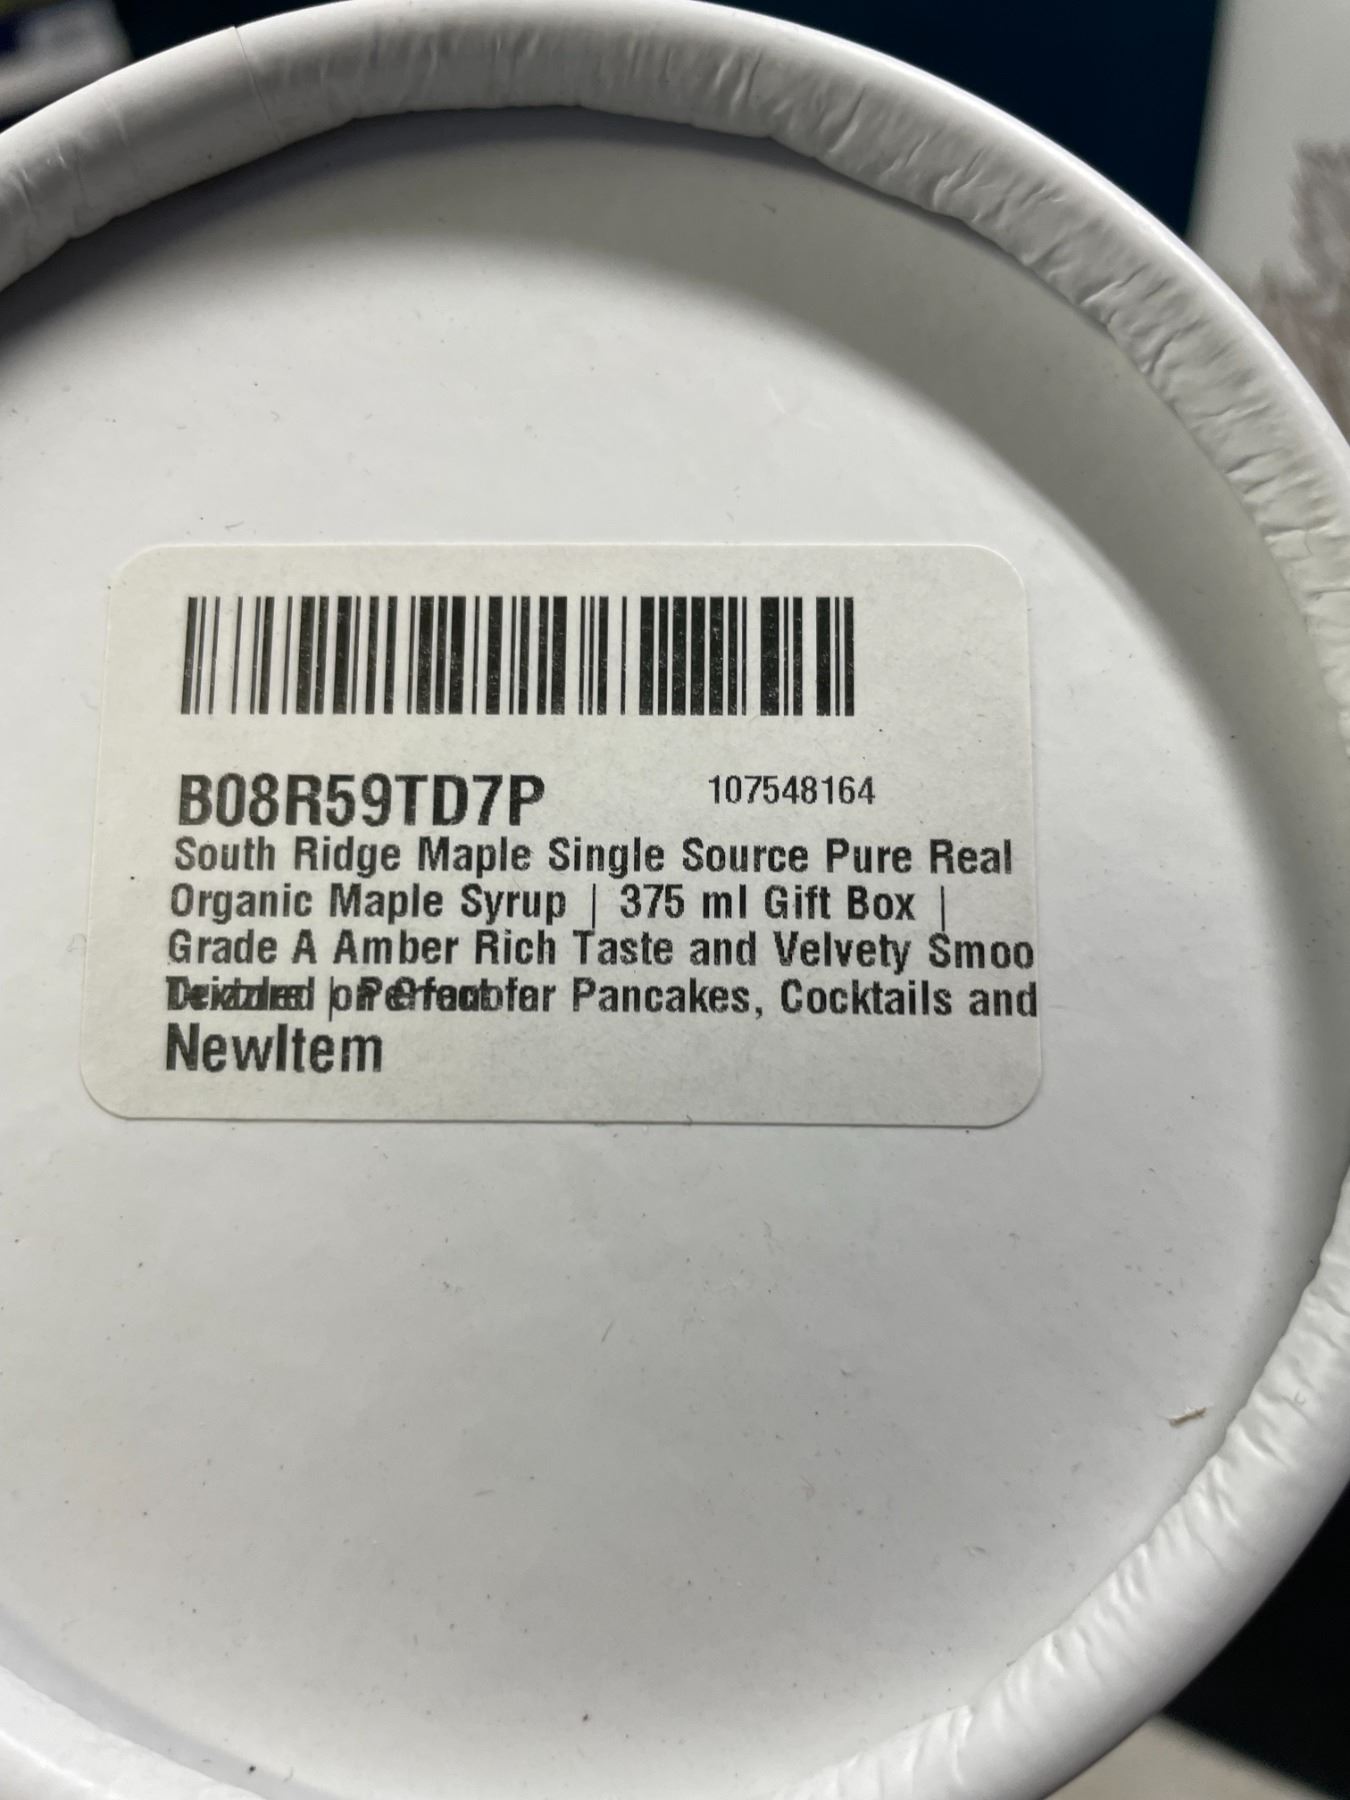 B08R59TD7P 107548164
South Ridge Maple Single Source Pure Real
Organic Maple Syrup | 375 ml Gift Box |
Grade A Amber Rich Taste and Velvety Smoo
for Pancakes, Cocktails and
NewItem